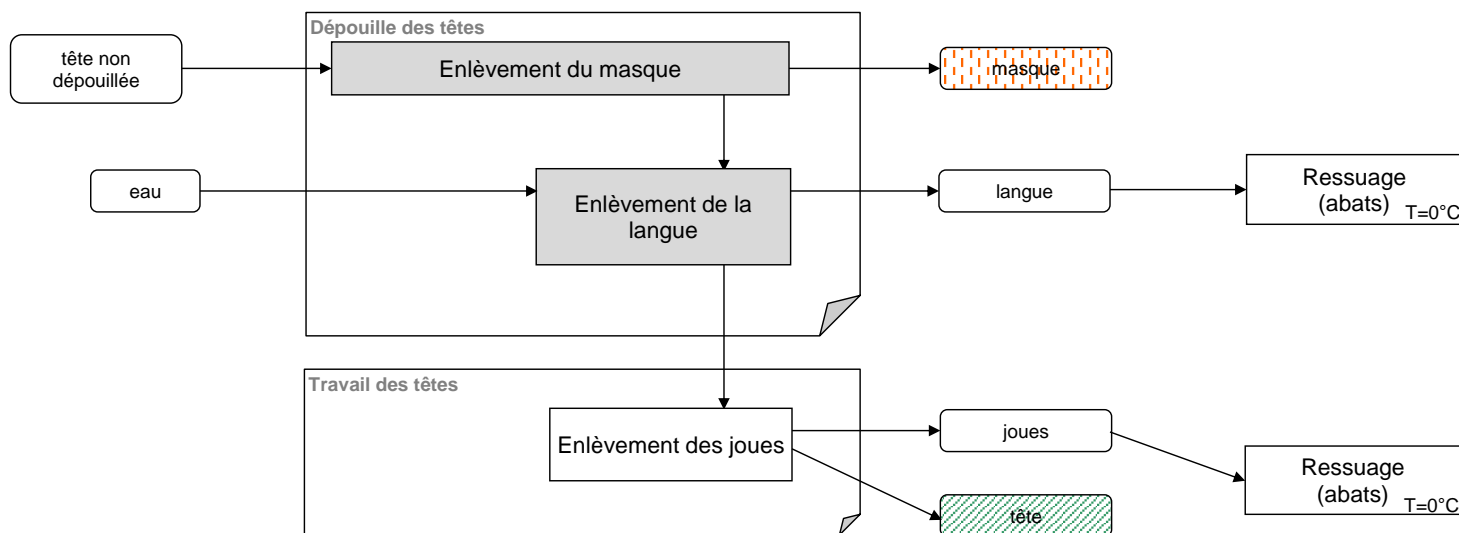 Dépouille des têtes
tête non
dépouillée
Enlèvement du masque
masque
eau
Enlèvement de la
langue
langue
Ressuage
(abats)
T=0°C
Travail des têtes
Enlèvement des joues
joues
Ressuage
(abats)
T=0°C
tête